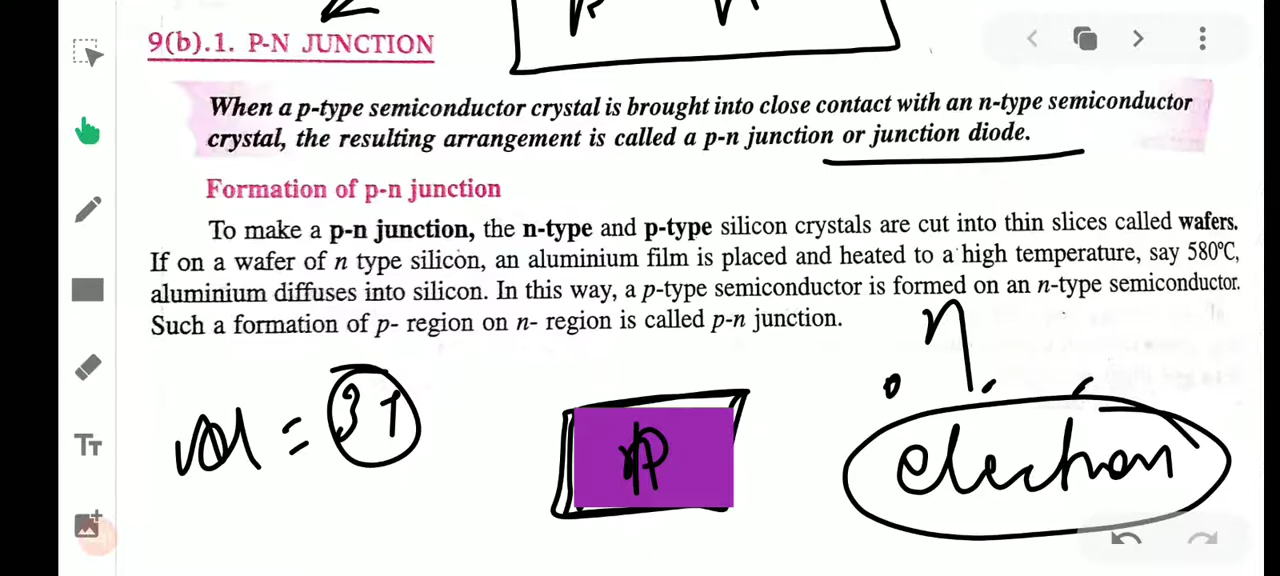 p n
9(b).1. P-N JUNCTION
When a p-type semiconductor crystal is brought into close contact with an n-type semiconductor
crystal, the resulting arrangement is called a p-n junction or junction diode.
Formation of p-n junction
To make a p-n junction, the n-type and p-type silicon crystals are cut into thin slices called wafers.
If on a wafer of n type silicon, an aluminium film is placed and heated to a high temperature, say 580°C,
aluminium diffuses into silicon. In this way, a p-type semiconductor is formed on an n-type semiconductor.
Such a formation of p- region on n- region is called p-n junction.
n
val = 3
P
electron
TT